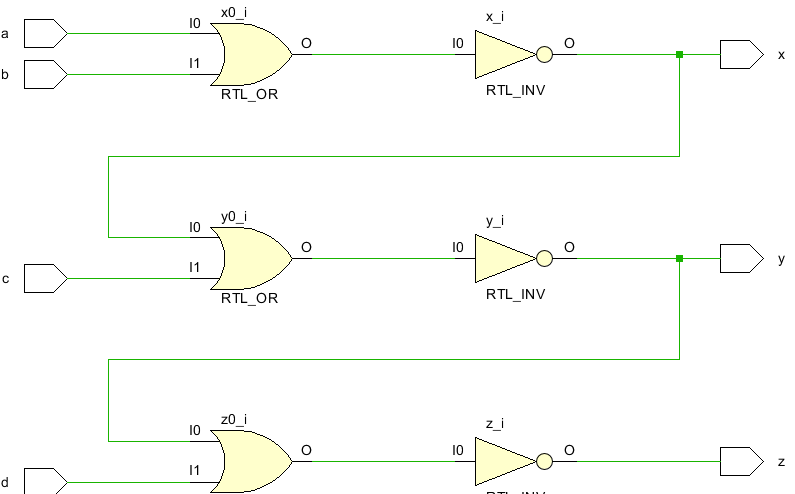 x0_i
x_i
a
I0
O
I0
O
x
b
I1
RTL_OR
RTL_INV
y0_i
y_i
I0
O
I0
O
y
c
I1
RTL_OR
RTL_INV
z0_i
z_i
I0
O
I0
O
z
d
I1